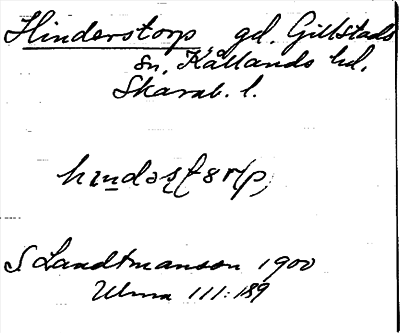 Hinderstorp, gd. Gillstads
sn, Kållands hd,
Skarab. l.
S Landtmanson 1900
Ulma 111:189